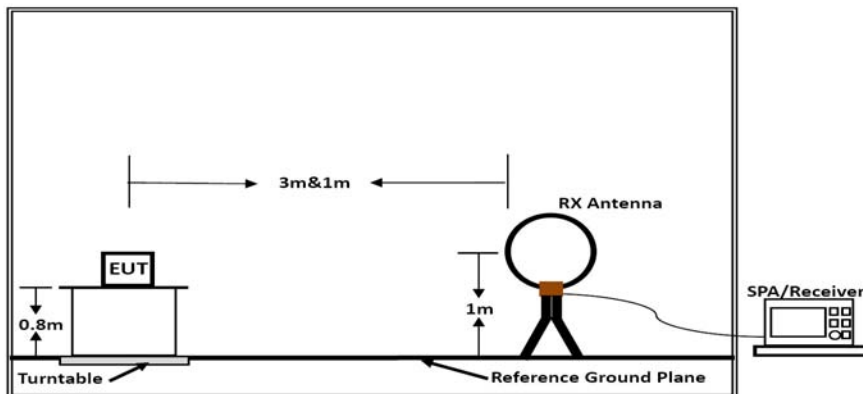 3m&1m
RX Antenna
EUT
SPA/Receiver
0.8m
1m
Turntable
Reference Ground Plane